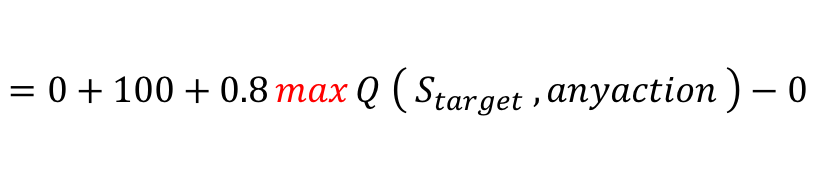 = 0 + 100 + 0.8 max Q ( S_target , anyaction ) − 0